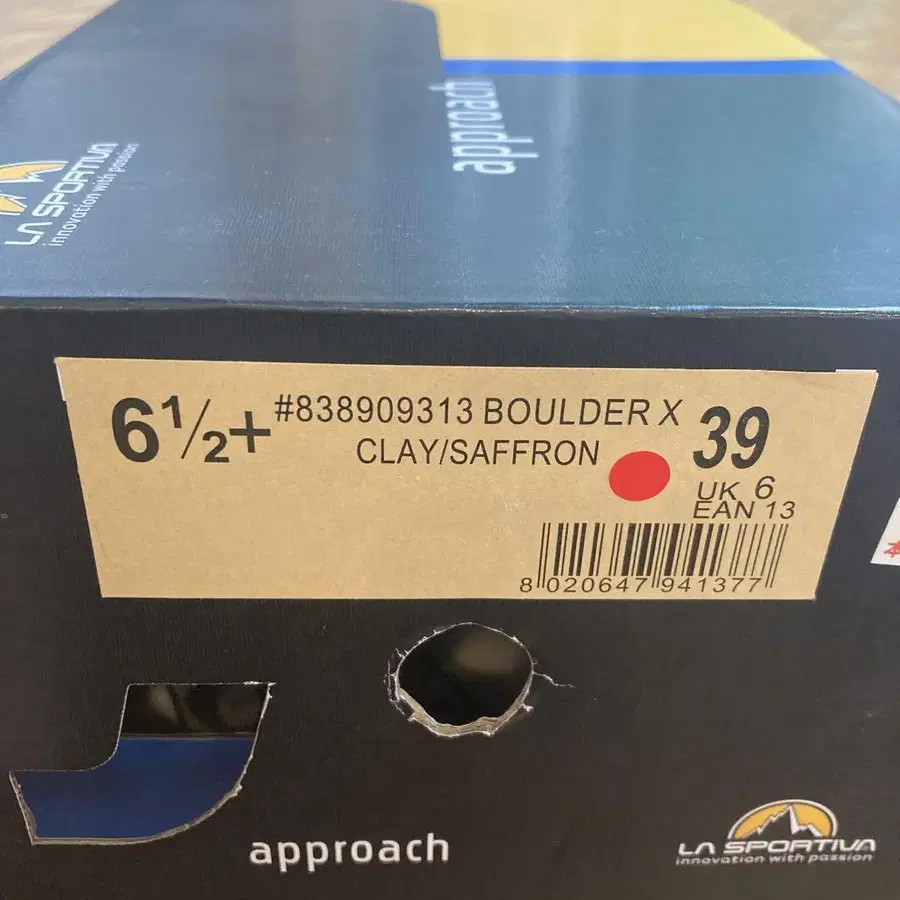 approach
LA SPORTIVA
innovation with passion
6½+
#838909313 BOULDER X
CLAY/SAFFRON
39
UK 6
EAN 13
8 020647 941377
approach
LA SPORTIVA
innovation with passion